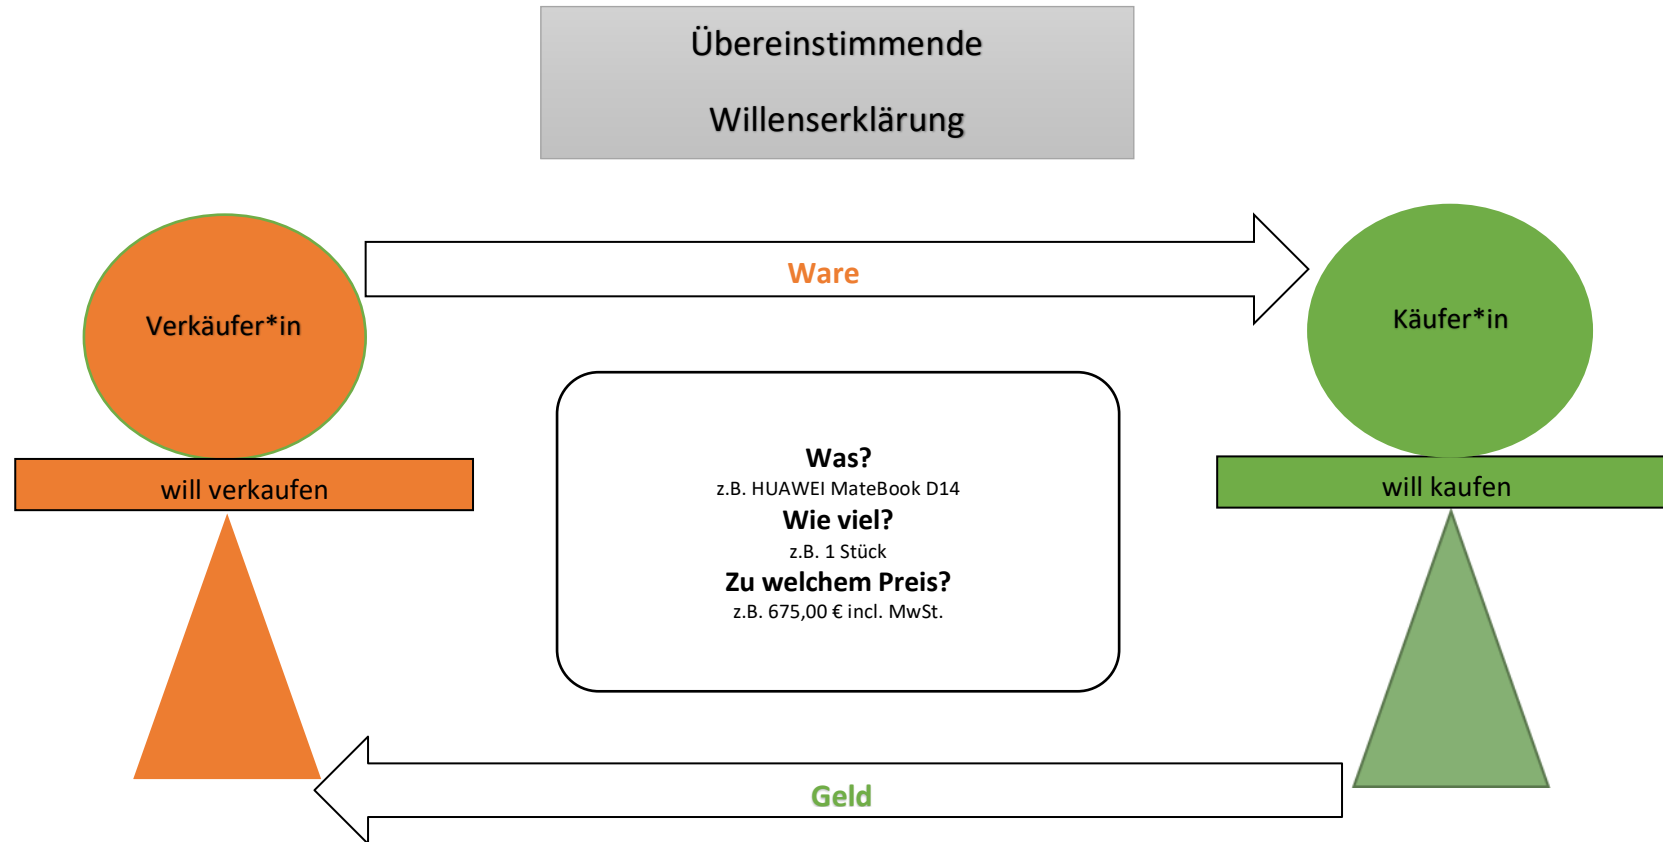 Übereinstimmende
Willenserklärung
Ware
Verkäufer*in
Käufer*in
will verkaufen
will kaufen
Was?
z.B. HUAWEI MateBook D14
Wie viel?
z.B. 1 Stück
Zu welchem Preis?
z.B. 675,00 € incl. MwSt.
Geld